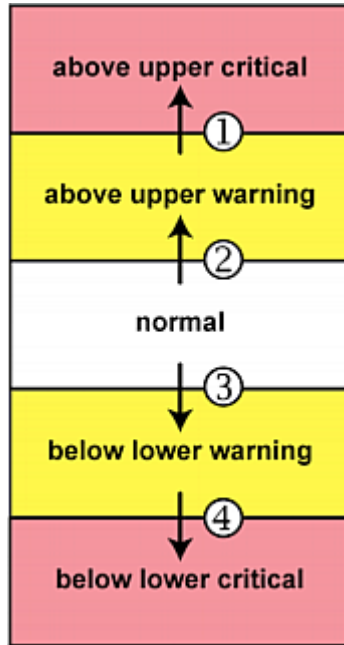 above upper critical
①
above upper warning
②
normal
③
below lower warning
④
below lower critical